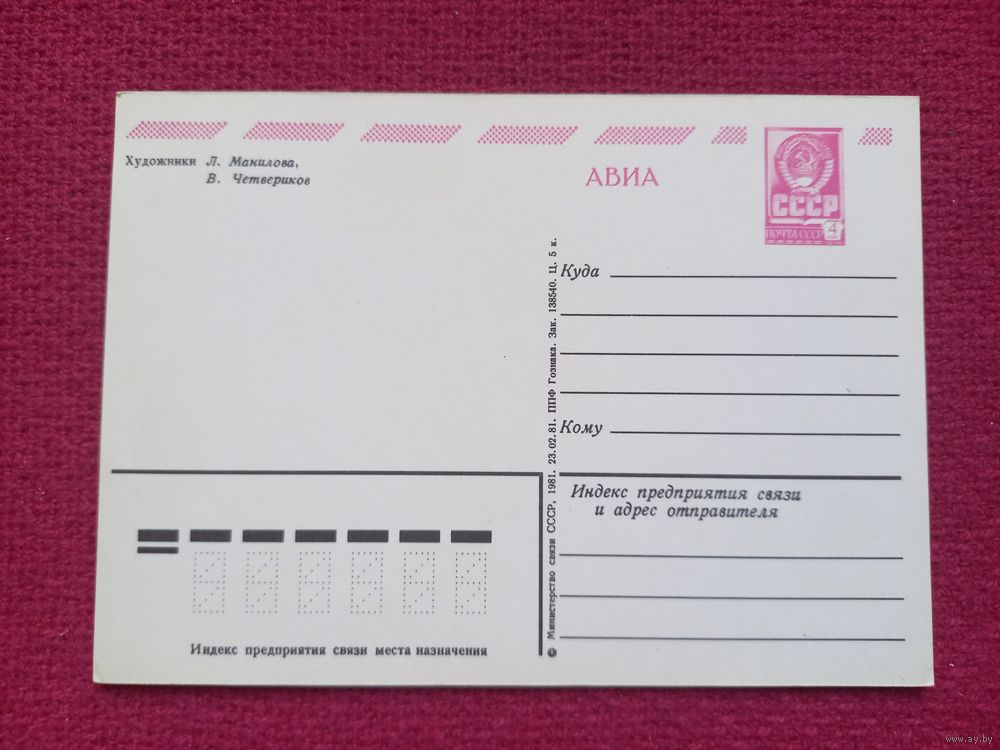 Художники Л. Манилова,
В. Четвериков
АВИА
СССР
ПОЧТА СССР 4
Куда
Кому
Индекс предприятия связи
и адрес отправителя
© Министерство связи СССР, 1981. 23.02.81. ППФ Гознака. Зак. 138540. Ц. 5 к.
Индекс предприятия связи места назначения
www.ay.by